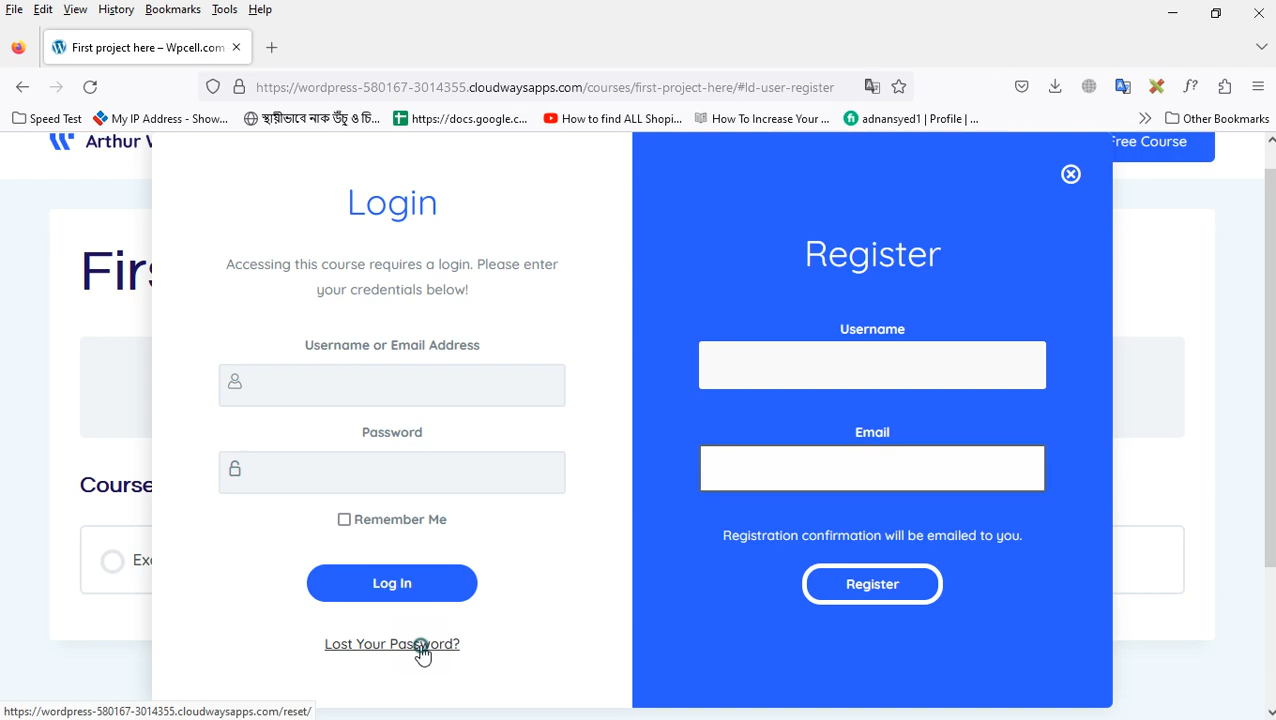 File Edit View History Bookmarks Tools Help
First project here – Wpcell.com
https://wordpress-580167-3014355.cloudwaysapps.com/courses/first-project-here/#ld-user-register
Speed Test My IP Address - Show... স্থায়ীভাবে নাক উঁচু ও টি... https://docs.google.c... How to find ALL Shopi... How To Increase Your ... adnansyed1 | Profile | ... Other Bookmarks
Arthur W
Free Course
Login
Register
Accessing this course requires a login. Please enter
your credentials below!
Username or Email Address
Password
Remember Me
Log In
Lost Your Password?
Username
Email
Registration confirmation will be emailed to you.
Register
Firs
Course
Exa
https://wordpress-580167-3014355.cloudwaysapps.com/reset/